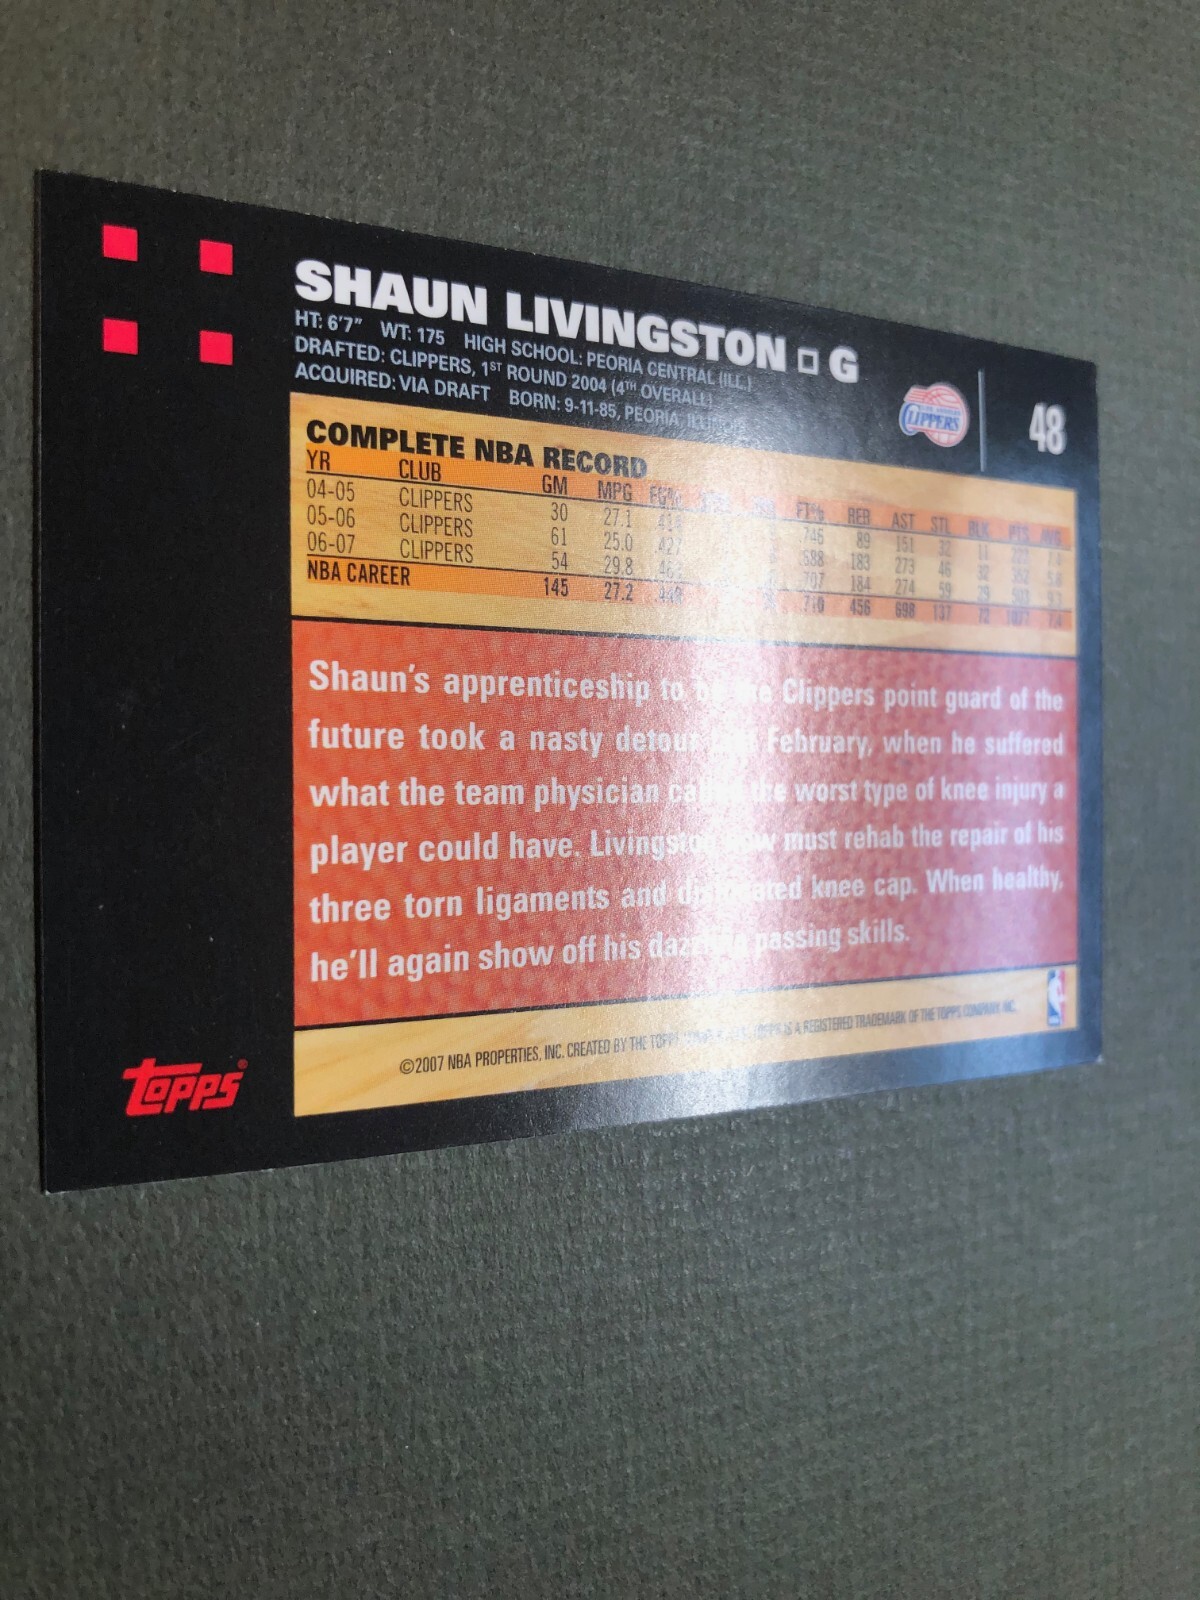 SHAUN LIVINGSTON □ G
HT: 6'7" WT: 175 HIGH SCHOOL: PEORIA CENTRAL (ILL.)
DRAFTED: CLIPPERS, 1ST ROUND 2004 (4TH OVERALL)
ACQUIRED: VIA DRAFT BORN: 9-11-85, PEORIA,
CLIPPERS
48
COMPLETE NBA RECORD
YR CLUB GM MPG FG% FT% REB AST STL BLK PTS AVG
04-05 CLIPPERS 30 27.1 .746 89 151 32 11
05-06 CLIPPERS 61 25.0 .427 .688 183 273 46 32
06-07 CLIPPERS 54 29.8 .707 184 274 59 29
NBA CAREER 145 27.2 .710 456 698 137 72 1077 7.4
Shaun's apprenticeship to Clippers point guard of the
future took a nasty detour February, when he suffered
what the team physician the worst type of knee injury a
player could have. Livingston must rehab the repair of his
three torn ligaments and knee cap. When healthy,
he'll again show off his passing skills.
©2007 NBA PROPERTIES, INC. CREATED BY THE TOPPS IS A REGISTERED TRADEMARK OF THE TOPPS COMPANY, INC.
Topps®